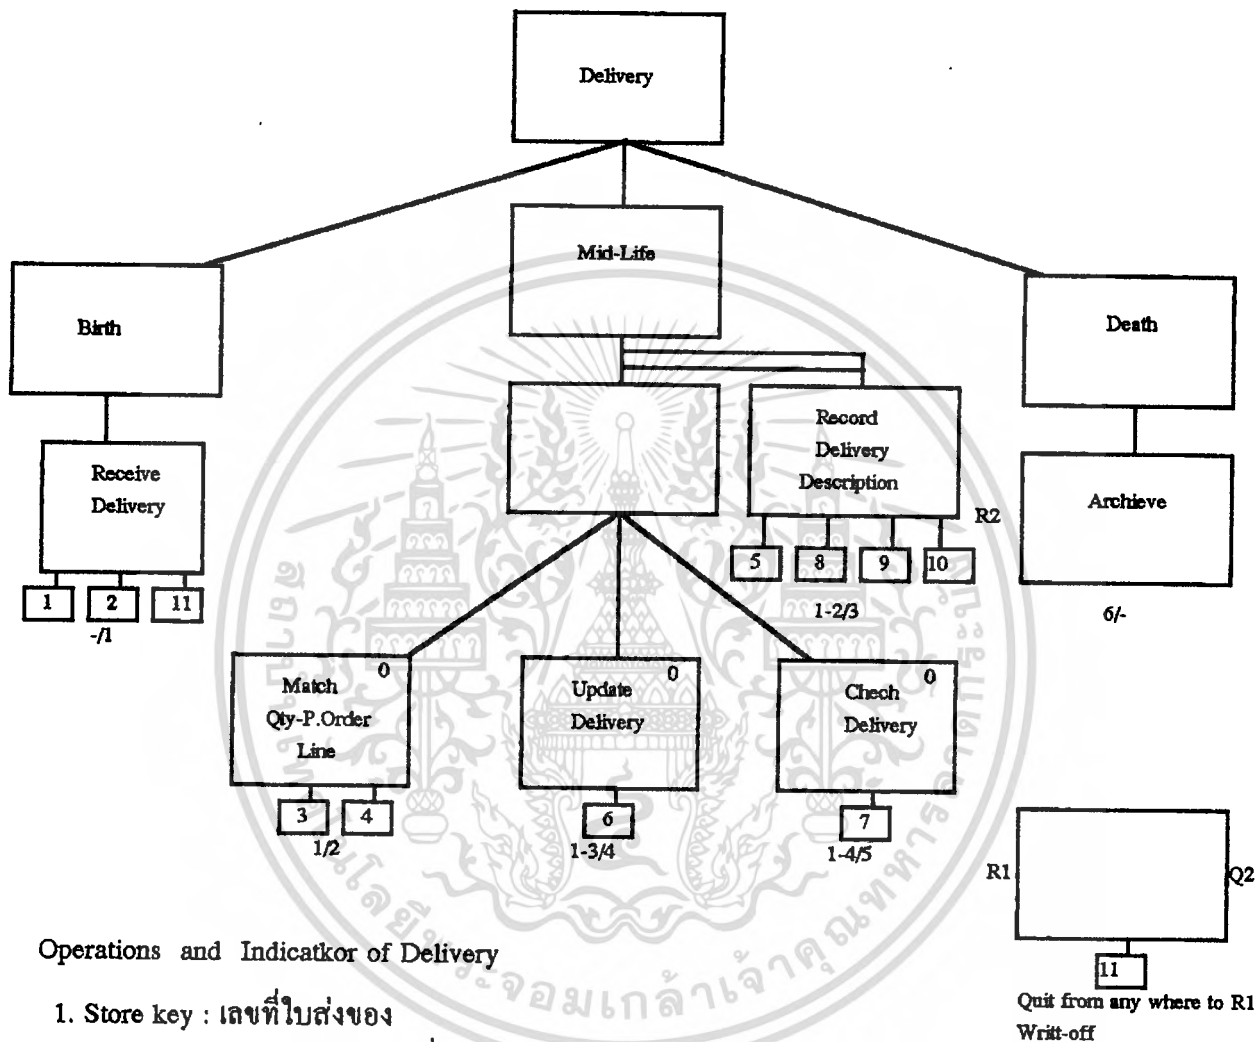 Delivery
Mid-Life
Birth
Death
Receive
Delivery
1
2
11
-/1
Record
Delivery
Description
R2
5
8
9
10
1-2/3
Archieve
6/-
Match
Qty-P.Order
Line
0
3
4
1/2
Update
Delivery
0
6
1-3/4
Chech
Delivery
0
7
1-4/5
R1
Q2
11
Quit from any where to R1
Writt-off
Operations and Indicatkor of Delivery
1. Store key : เลขที่ใบส่งของ